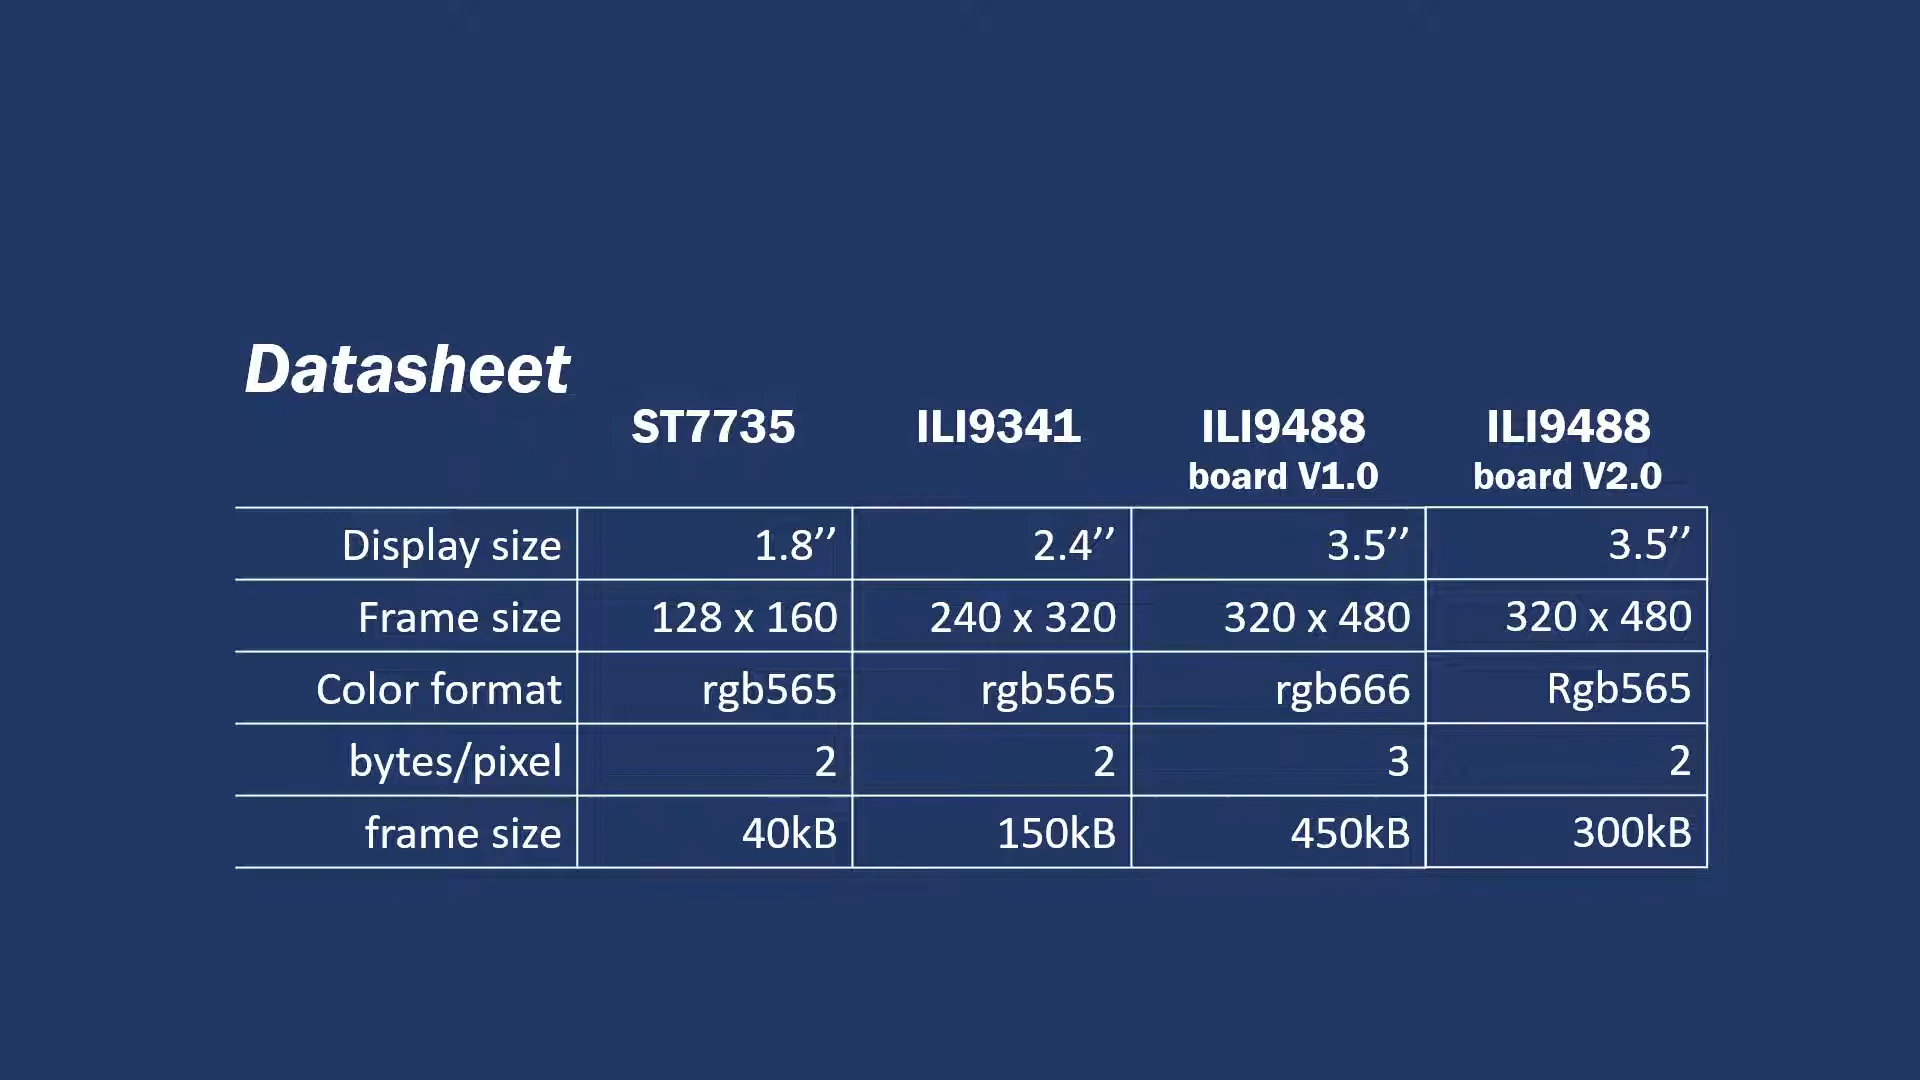 Datasheet
ST7735 ILI9341 ILI9488 ILI9488
board V1.0 board V2.0
Display size 1.8’’ 2.4’’ 3.5’’ 3.5’’
Frame size 128 x 160 240 x 320 320 x 480 320 x 480
Color format rgb565 rgb565 rgb666 Rgb565
bytes/pixel 2 2 3 2
frame size 40kB 150kB 450kB 300kB